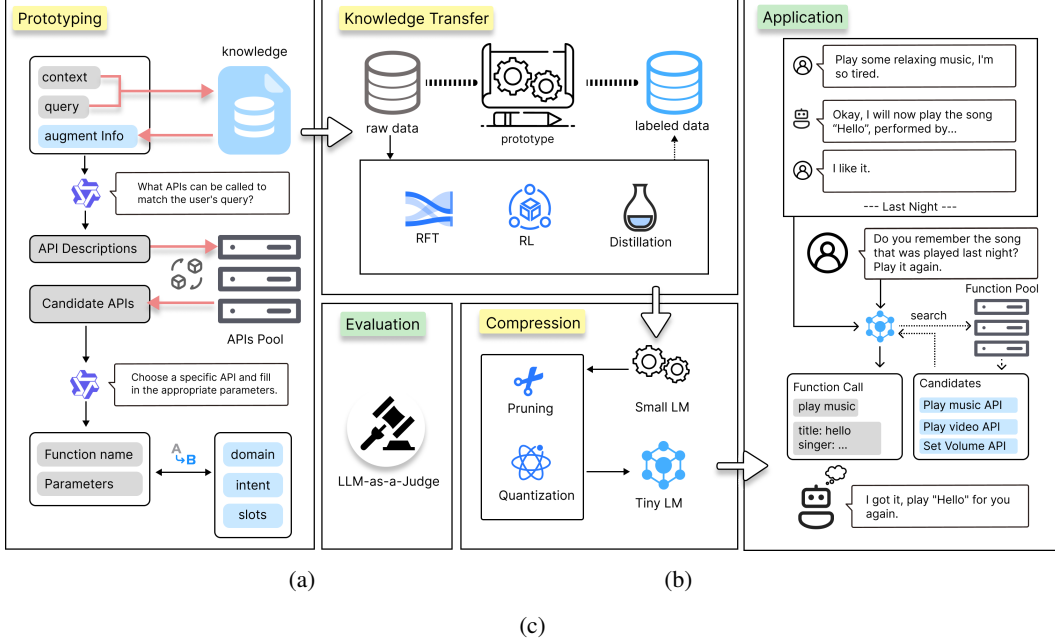 Prototyping
knowledge
context
query
augment Info
What APIs can be called to
match the user's query?
API Descriptions
Candidate APIs
APIs Pool
Choose a specific API and fill
in the appropriate parameters.
Function name
Parameters
A
B
domain
intent
slots
Knowledge Transfer
raw data
prototype
labeled data
RFT
RL
Distillation
Evaluation
LLM-as-a-Judge
Compression
Pruning
Quantization
Small LM
Tiny LM
Application
Play some relaxing music, I'm
so tired.
Okay, I will now play the song
“Hello”, performed by...
I like it.
--- Last Night ---
Do you remember the song
that was played last night?
Play it again.
Function Pool
search
Function Call
play music
title: hello
singer: ...
Candidates
Play music API
Play video API
Set Volume API
I got it, play "Hello" for you
again.
(a)
(b)
(c)